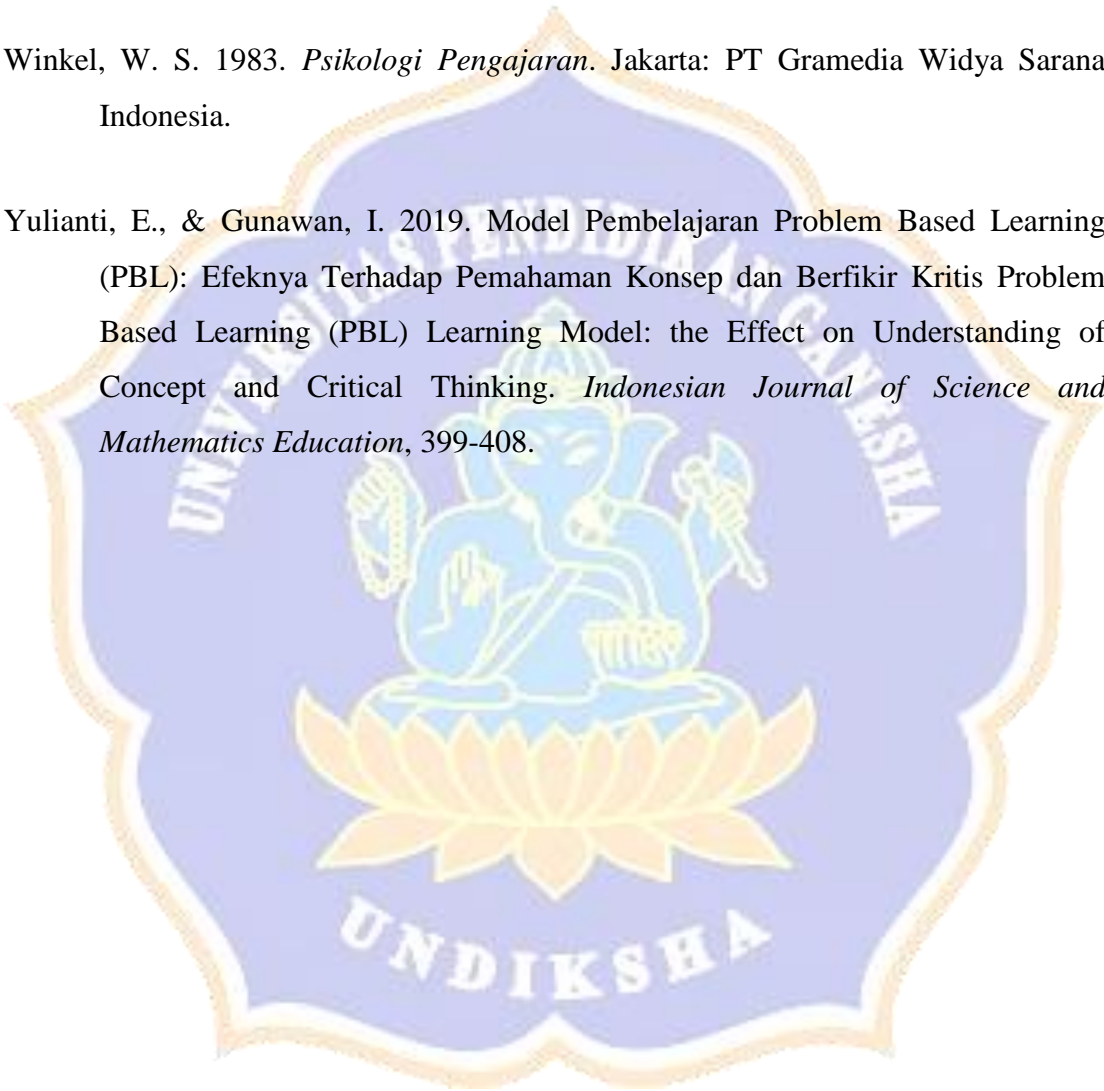 Winkel, W. S. 1983. Psikologi Pengajaran. Jakarta: PT Gramedia Widya Sarana
Indonesia.
Yulianti, E., & Gunawan, I. 2019. Model Pembelajaran Problem Based Learning
(PBL): Efeknya Terhadap Pemahaman Konsep dan Berfikir Kritis Problem
Based Learning (PBL) Learning Model: the Effect on Understanding of
Concept and Critical Thinking. Indonesian Journal of Science and
Mathematics Education, 399-408.
UNIVERSITAS PENDIDIKAN GANESHA
UNDIKSHA